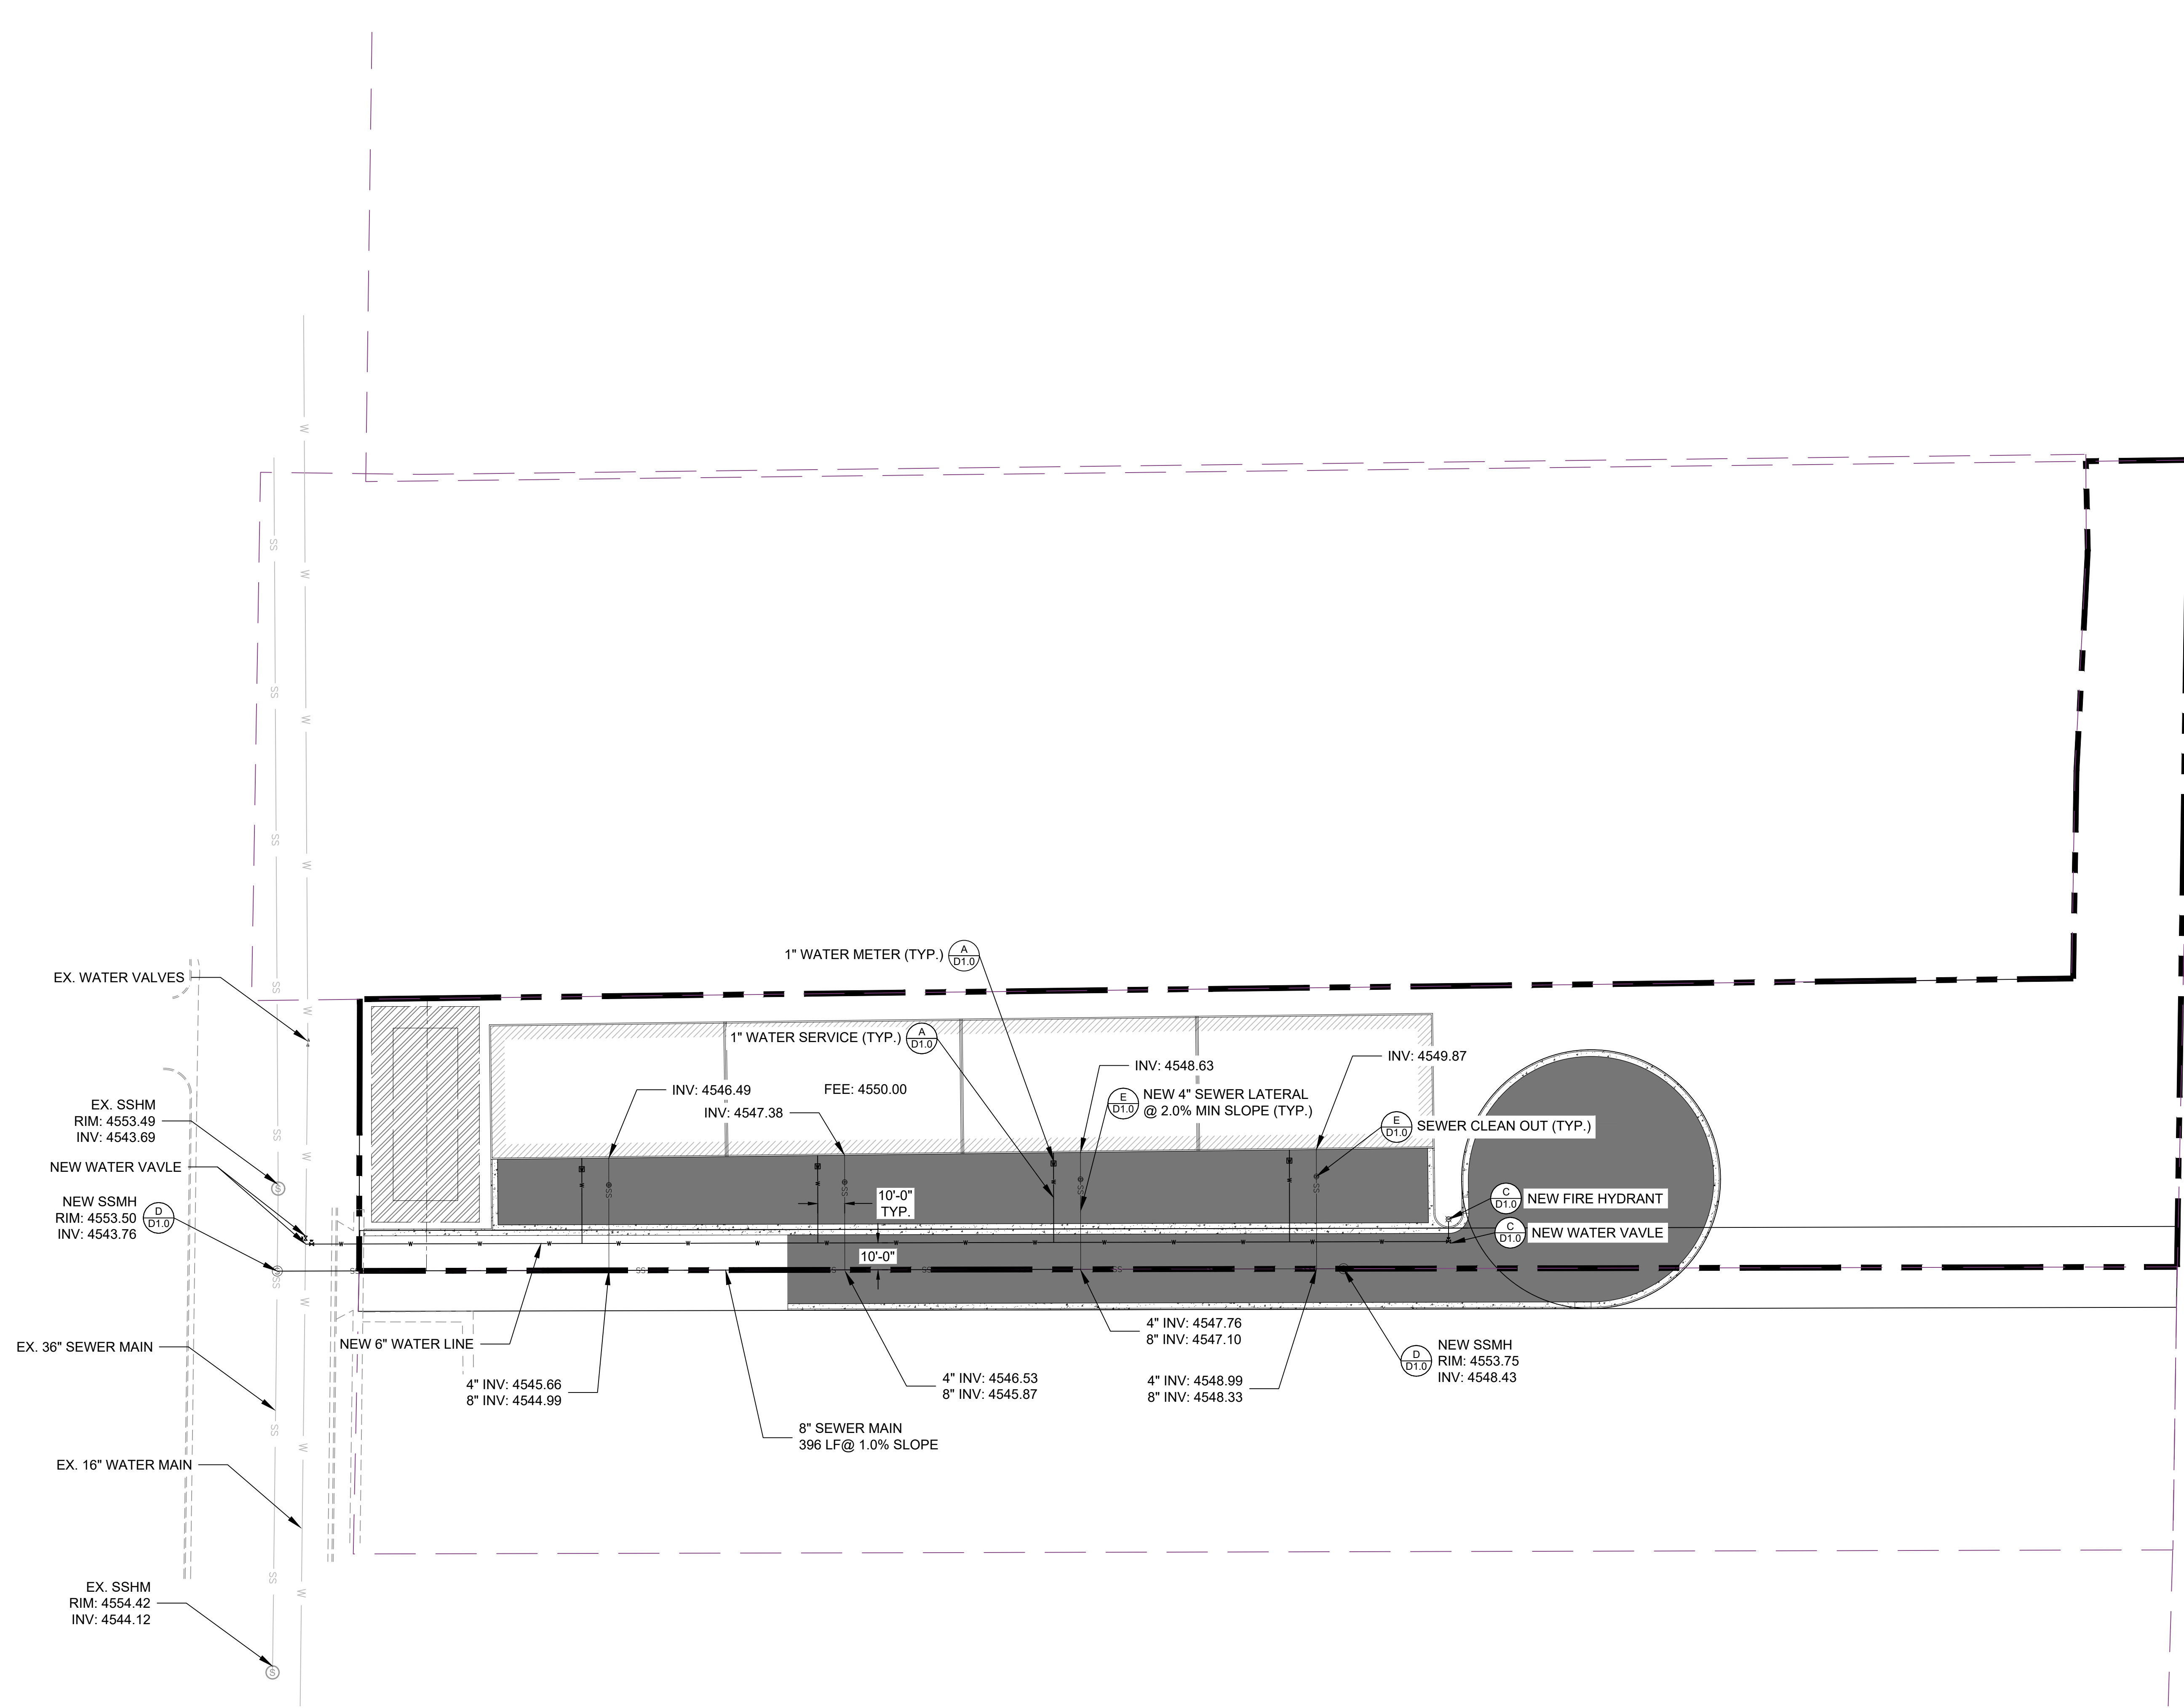 1" WATER METER (TYP.)
A
D1.0
EX. WATER VALVES
1" WATER SERVICE (TYP.)
A
D1.0
INV: 4549.87
INV: 4548.63
INV: 4546.49
FEE: 4550.00
E
D1.0
NEW 4" SEWER LATERAL
@ 2.0% MIN SLOPE (TYP.)
INV: 4547.38
E
D1.0
SEWER CLEAN OUT (TYP.)
EX. SSHM
RIM: 4553.49
INV: 4543.69
NEW WATER VAVLE
NEW SSMH
RIM: 4553.50
INV: 4543.76
D
D1.0
10'-0"
TYP.
C
D1.0
NEW FIRE HYDRANT
C
D1.0
NEW WATER VAVLE
10'-0"
4" INV: 4547.76
8" INV: 4547.10
NEW 6" WATER LINE
EX. 36" SEWER MAIN
D
D1.0
NEW SSMH
RIM: 4553.75
INV: 4548.43
4" INV: 4545.66
8" INV: 4544.99
4" INV: 4546.53
8" INV: 4545.87
4" INV: 4548.99
8" INV: 4548.33
8" SEWER MAIN
396 LF@ 1.0% SLOPE
EX. 16" WATER MAIN
EX. SSHM
RIM: 4554.42
INV: 4544.12
SS
SS
SS
SS
SS
SS
SS
SS
W
W
W
W
W
W
W
W
W
S
S